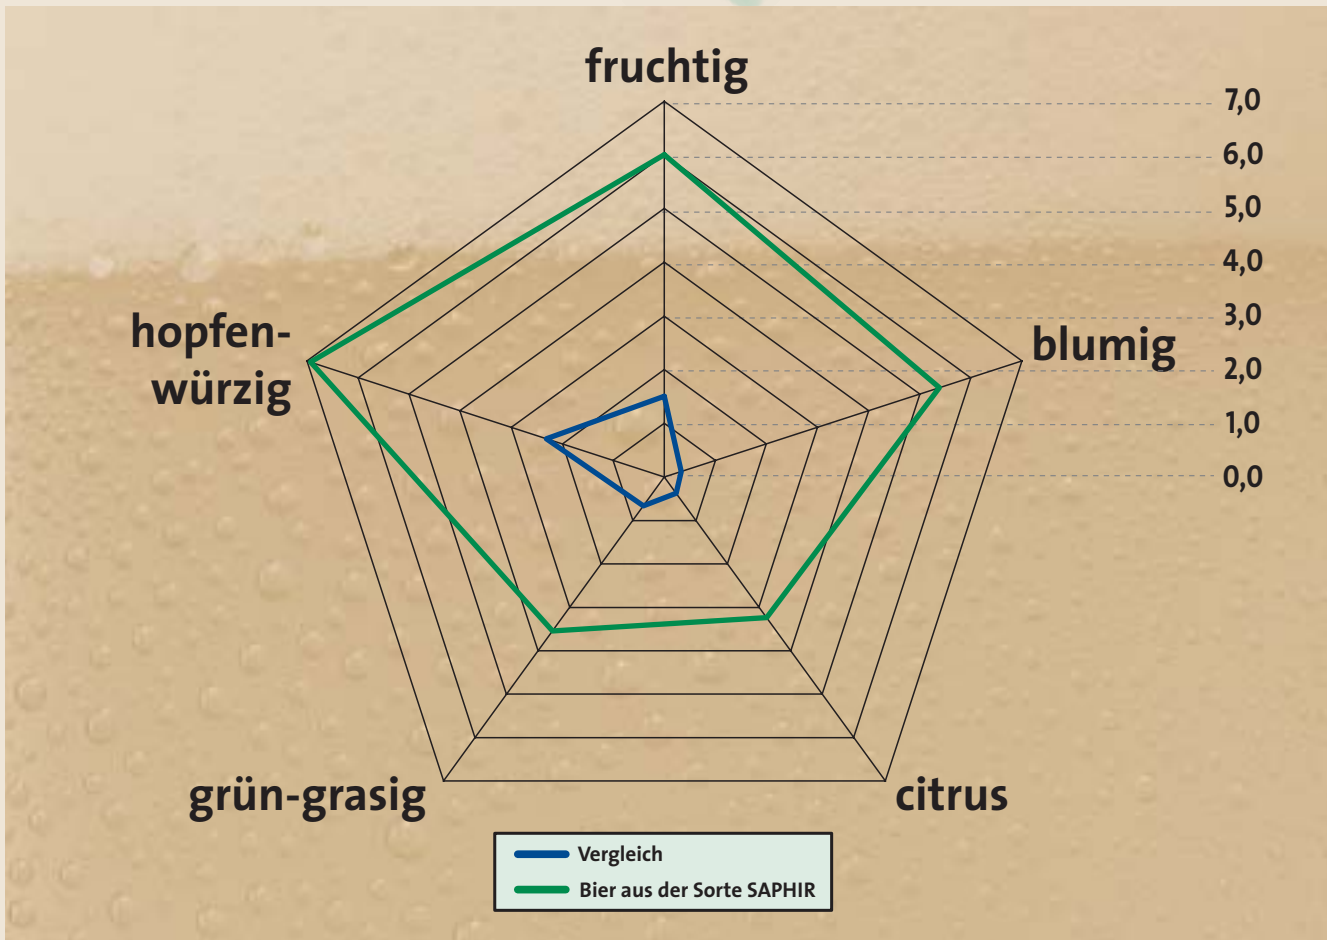 fruchtig
7,0
6,0
5,0
4,0
3,0
2,0
1,0
0,0
hopfen-
würzig
blumig
grün-grasig
citrus
Vergleich
Bier aus der Sorte SAPHIR